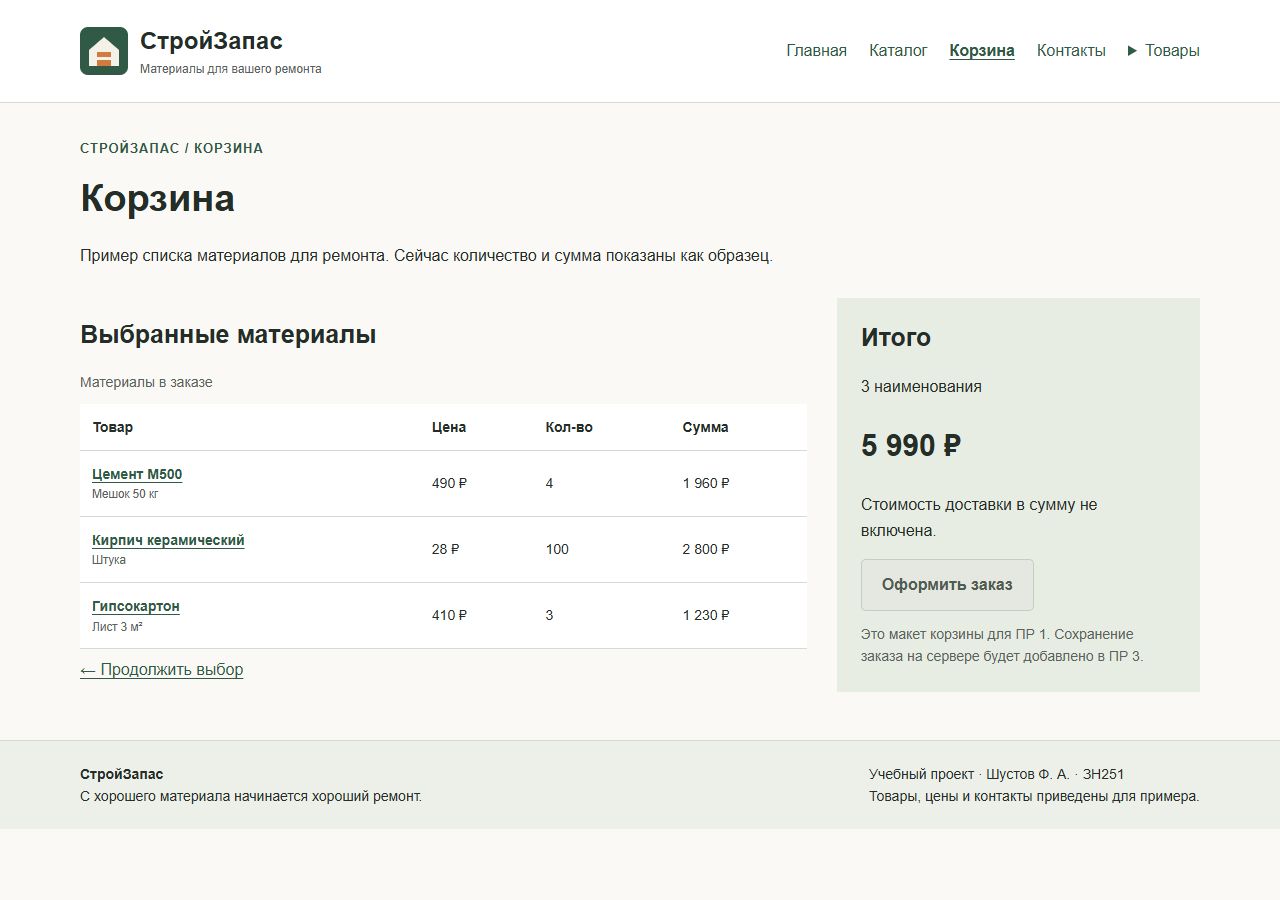 СтройЗапас
Материалы для вашего ремонта
Главная Каталог Корзина Контакты ▶ Товары
СТРОЙЗАПАС / КОРЗИНА
Корзина
Пример списка материалов для ремонта. Сейчас количество и сумма показаны как образец.
Выбранные материалы
Материалы в заказе
Товар Цена Кол-во Сумма
Цемент М500
Мешок 50 кг
490 ₽ 4 1 960 ₽
Кирпич керамический
Штука
28 ₽ 100 2 800 ₽
Гипсокартон
Лист 3 м²
410 ₽ 3 1 230 ₽
← Продолжить выбор
Итого
3 наименования
5 990 ₽
Стоимость доставки в сумму не
включена.
Оформить заказ
Это макет корзины для ПР 1. Сохранение
заказа на сервере будет добавлено в ПР 3.
СтройЗапас
С хорошего материала начинается хороший ремонт.
Учебный проект · Шустов Ф. А. · ЗН251
Товары, цены и контакты приведены для примера.